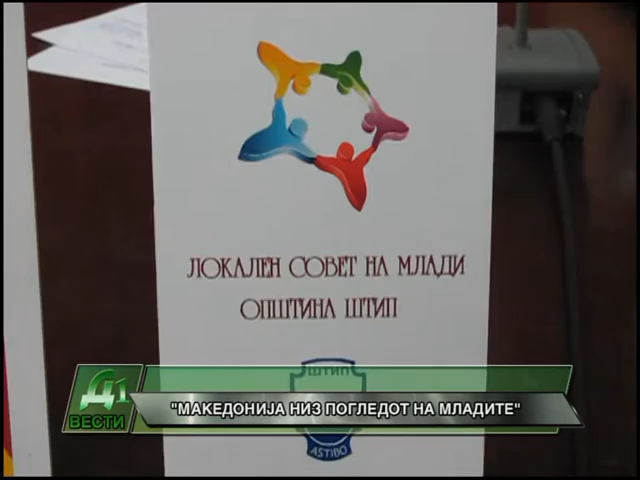 ЛОКАЛЕН СОВЕТ НА МЛАДИ
ОПШТИНА ШТИП
ШТИП
Д1
ВЕСТИ
"МАКЕДОНИЈА НИЗ ПОГЛЕДОТ НА МЛАДИТЕ"
ASTIBO